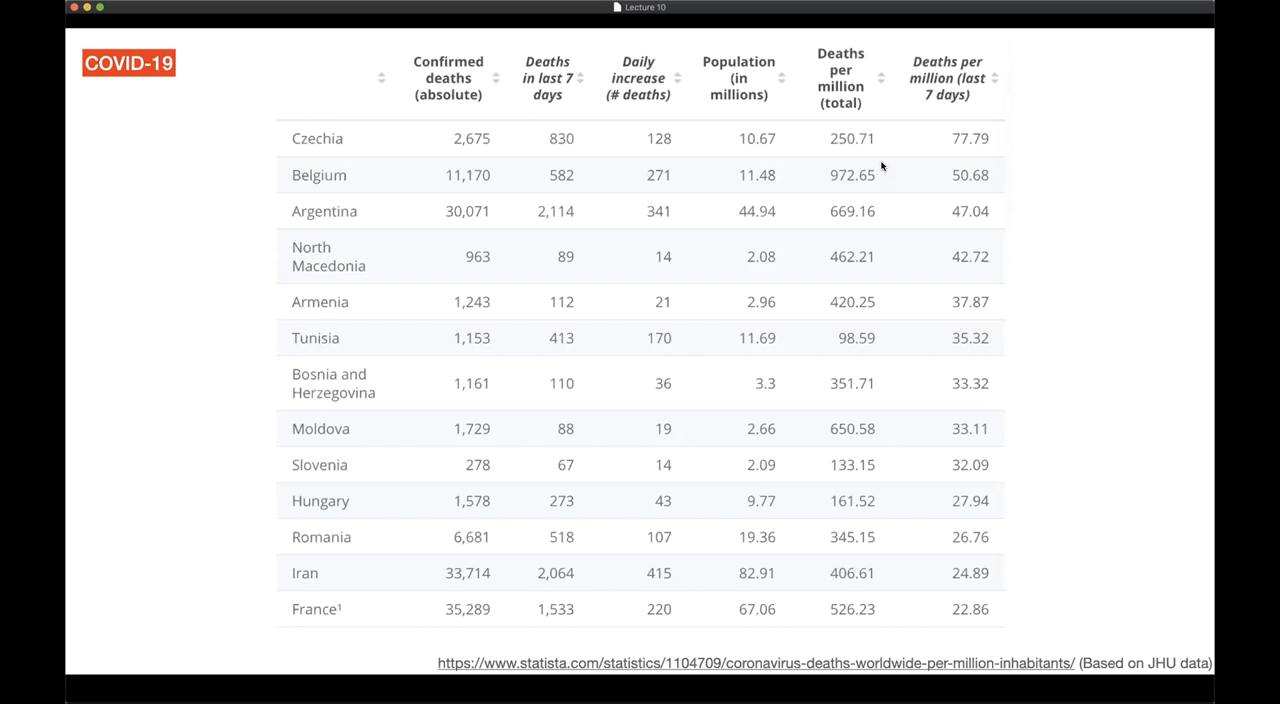 Lecture 10
COVID-19
Confirmed deaths (absolute) Deaths in last 7 days Daily increase (# deaths) Population (in millions) Deaths per million (total) Deaths per million (last 7 days)
Czechia 2,675 830 128 10.67 250.71 77.79
Belgium 11,170 582 271 11.48 972.65 50.68
Argentina 30,071 2,114 341 44.94 669.16 47.04
North Macedonia 963 89 14 2.08 462.21 42.72
Armenia 1,243 112 21 2.96 420.25 37.87
Tunisia 1,153 413 170 11.69 98.59 35.32
Bosnia and Herzegovina 1,161 110 36 3.3 351.71 33.32
Moldova 1,729 88 19 2.66 650.58 33.11
Slovenia 278 67 14 2.09 133.15 32.09
Hungary 1,578 273 43 9.77 161.52 27.94
Romania 6,681 518 107 19.36 345.15 26.76
Iran 33,714 2,064 415 82.91 406.61 24.89
France¹ 35,289 1,533 220 67.06 526.23 22.86
https://www.statista.com/statistics/1104709/coronavirus-deaths-worldwide-per-million-inhabitants/ (Based on JHU data)